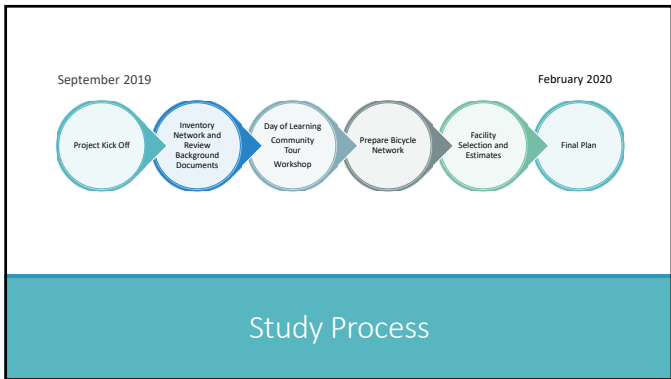 September 2019
February 2020
Project Kick Off
Inventory
Network and
Review
Background
Documents
Day of Learning
Community
Tour
Workshop
Prepare Bicycle
Network
Facility
Selection and
Estimates
Final Plan
Study Process